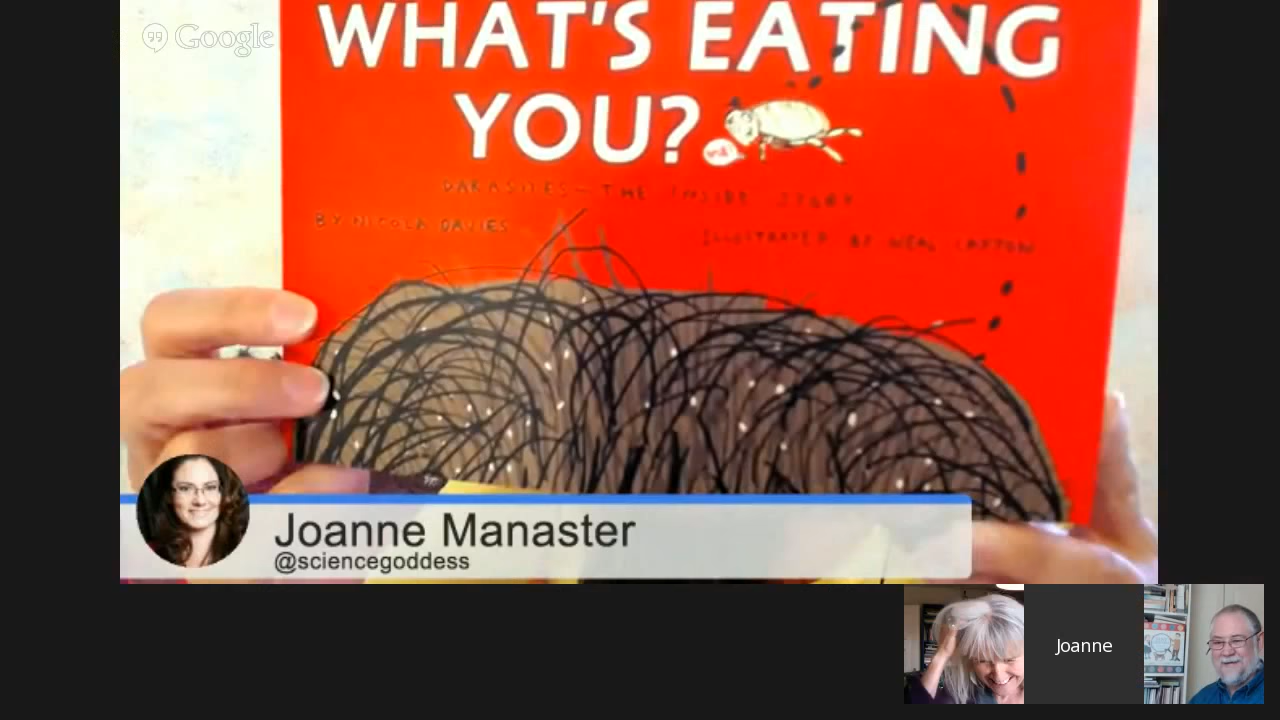 Google
WHAT'S EATING
YOU?
PARASITES - THE INSIDE STORY
BY NICOLA DAVIES
ILLUSTRATED BY NEAL LAYTON
Joanne Manaster
@sciencegoddess
Joanne